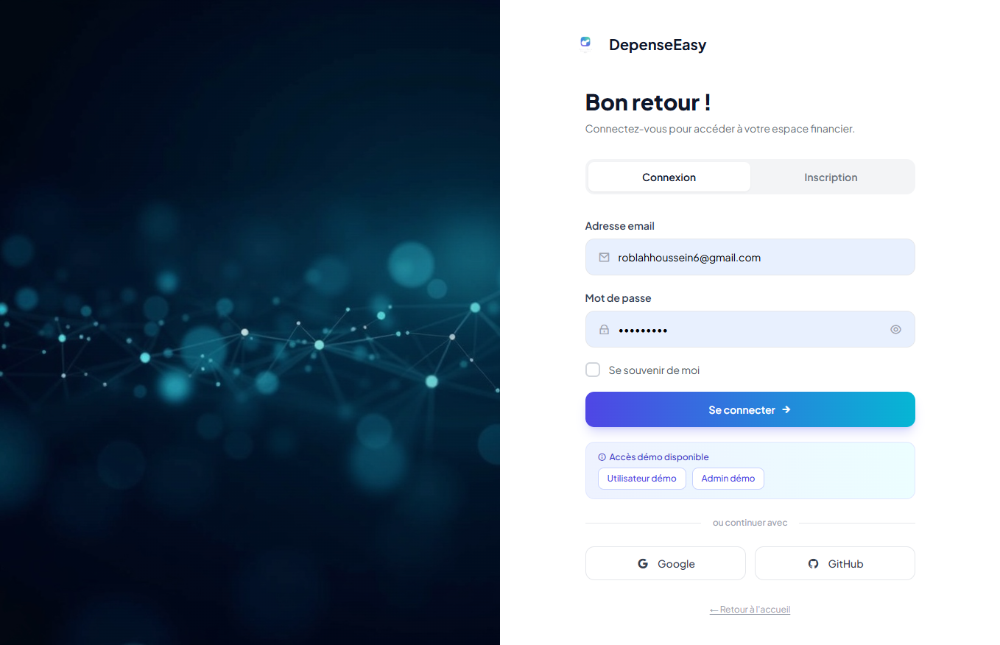 DepenseEasy
Bon retour !
Connectez-vous pour accéder à votre espace financier.
Connexion
Inscription
Adresse email
roblahhoussein6@gmail.com
Mot de passe
•••••••••
Se souvenir de moi
Se connecter →
Accès démo disponible
Utilisateur démo
Admin démo
ou continuer avec
Google
GitHub
← Retour à l'accueil